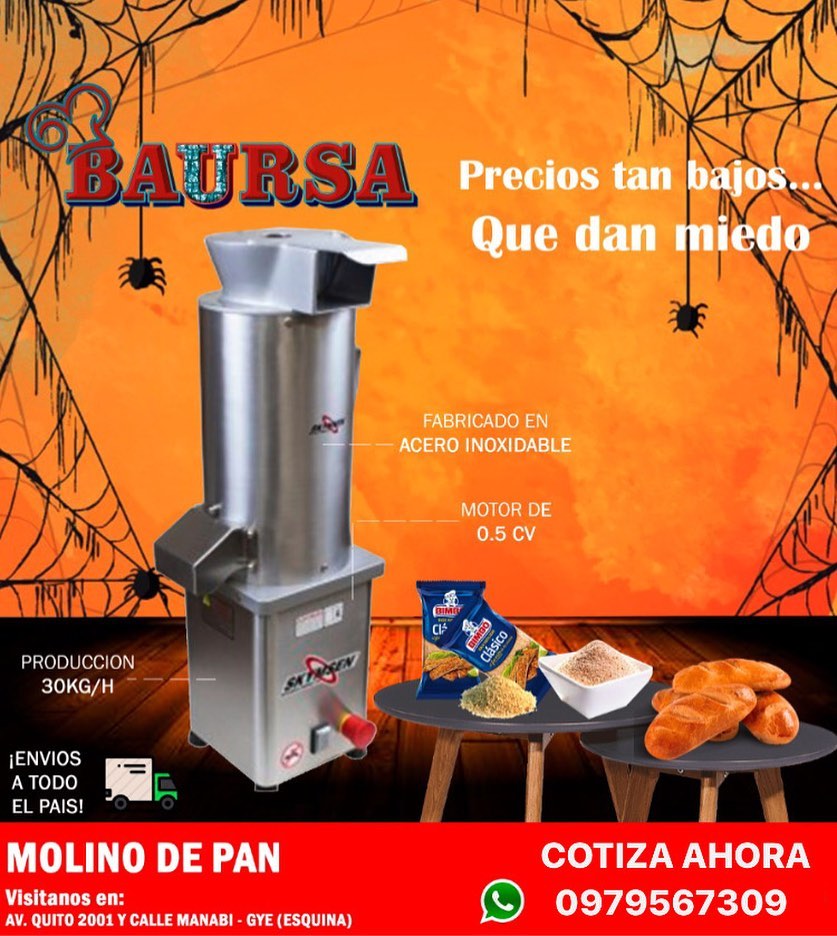 BAURSA
Precios tan bajos...
Que dan miedo
SKYMSEN
FABRICADO EN
ACERO INOXIDABLE
MOTOR DE
0.5 CV
BIMBO
BIMBO
Clásico
PRODUCCION
30KG/H
SKYMSEN
¡ENVIOS
A TODO
EL PAIS!
MOLINO DE PAN
Visitanos en:
AV. QUITO 2001 Y CALLE MANABI - GYE (ESQUINA)
COTIZA AHORA
0979567309